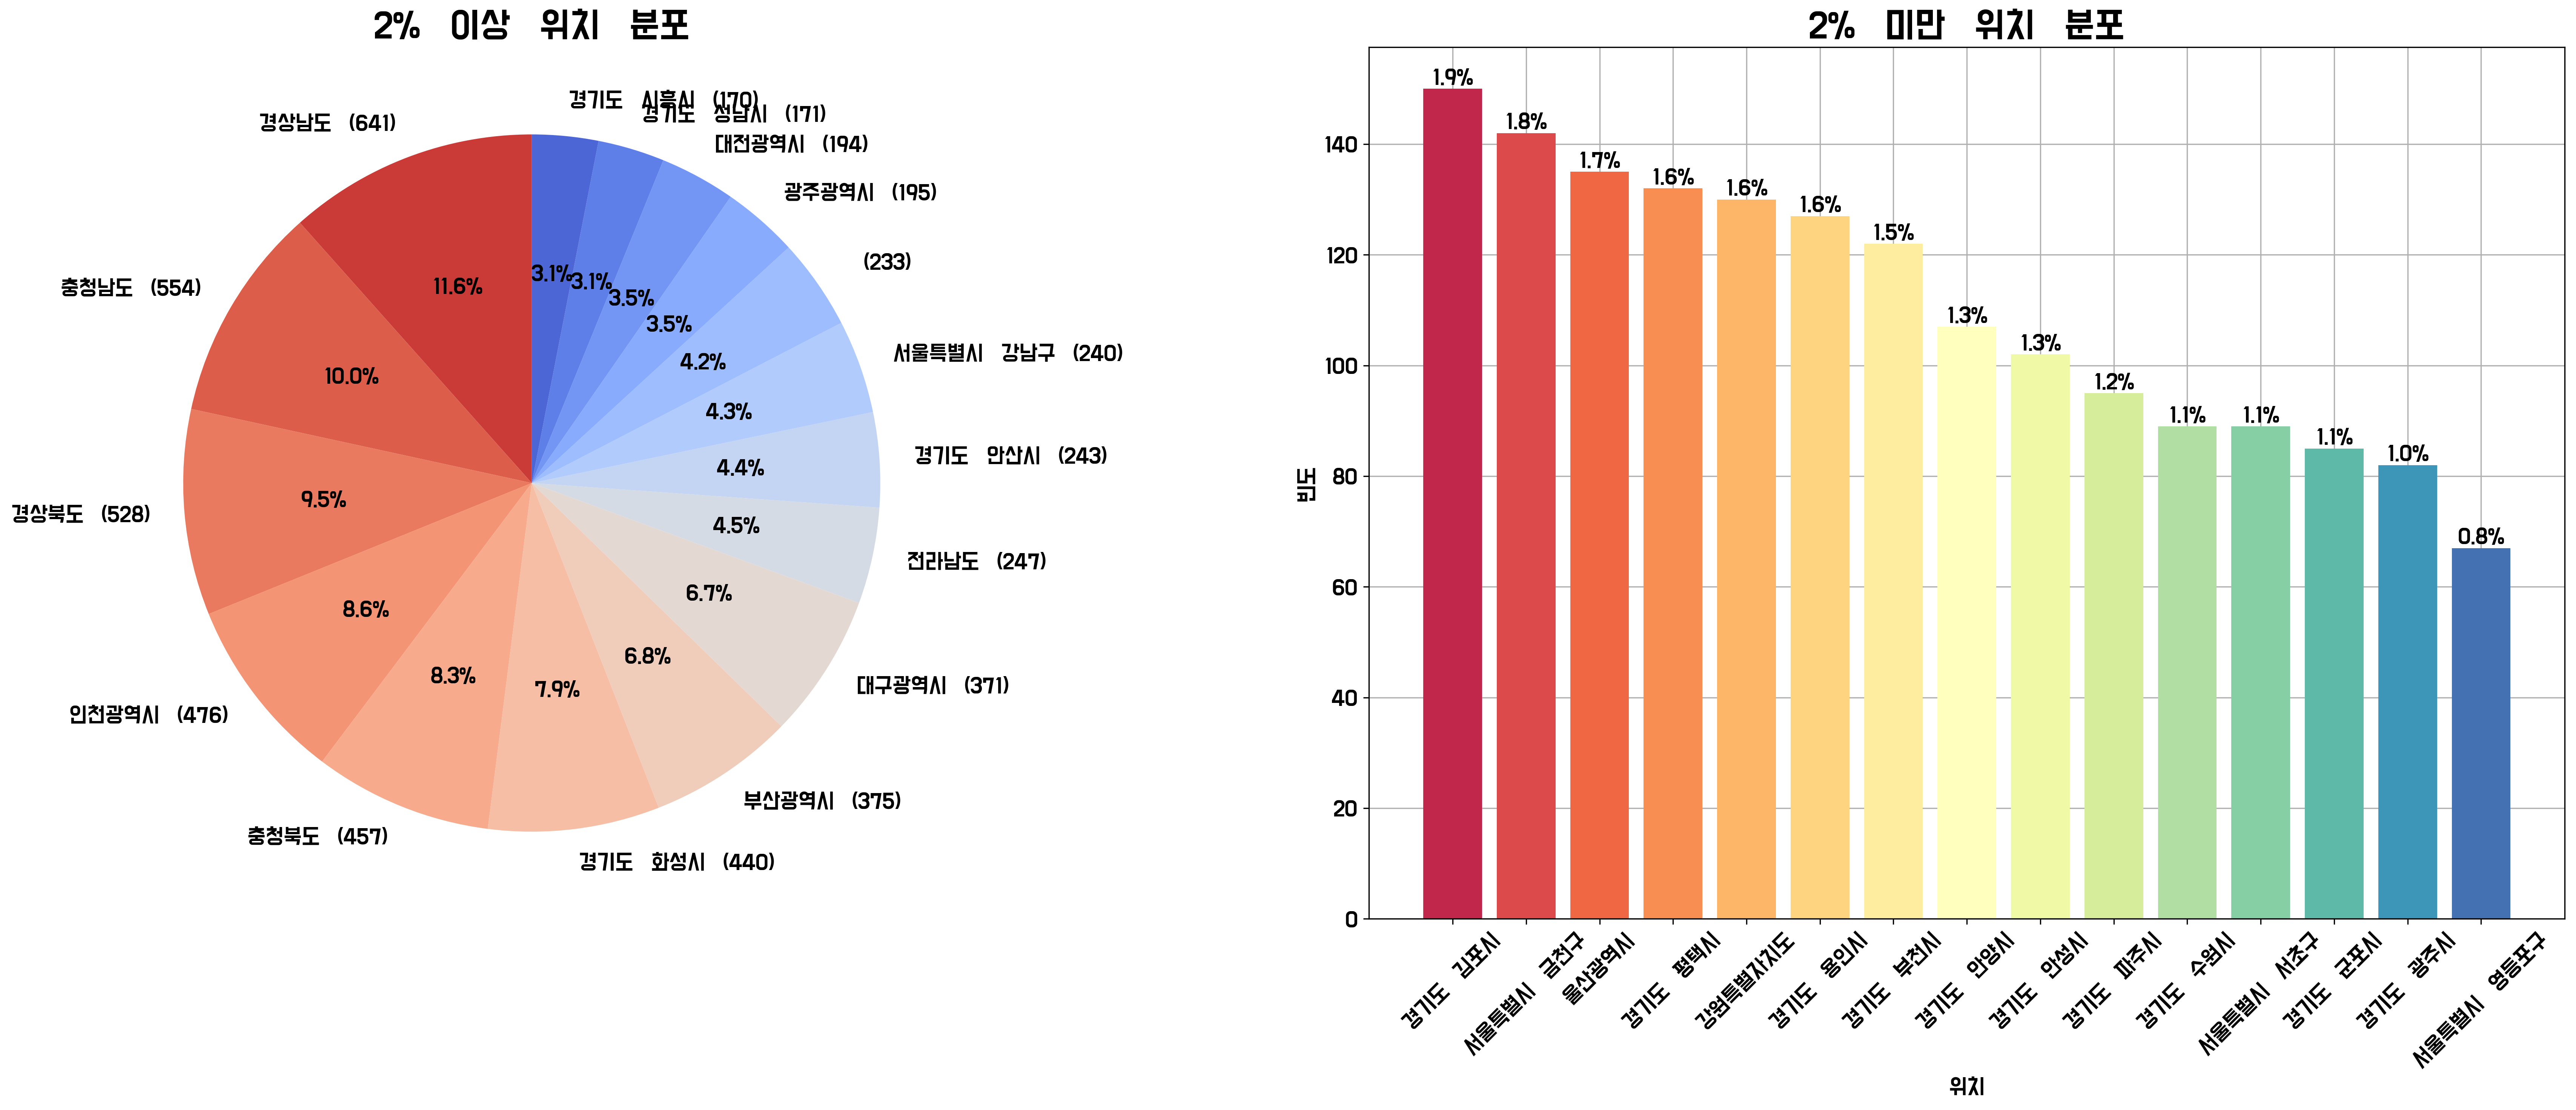 2% 이상 위치 분포
경기도 시흥시 (170)
경기도 성남시 (171)
대전광역시 (194)
광주광역시 (195)
(233)
서울특별시 강남구 (240)
경기도 안산시 (243)
전라남도 (247)
대구광역시 (371)
부산광역시 (375)
경기도 화성시 (440)
충청북도 (457)
인천광역시 (476)
경상북도 (528)
충청남도 (554)
경상남도 (641)
3.1%
3.1%
3.5%
3.5%
4.2%
4.3%
4.4%
4.5%
6.7%
6.8%
7.9%
8.3%
8.6%
9.5%
10.0%
11.6%
2% 미만 위치 분포
빈도
140
120
100
80
60
40
20
0
1.9%
1.8%
1.7%
1.6%
1.6%
1.6%
1.5%
1.3%
1.3%
1.2%
1.1%
1.1%
1.1%
1.0%
0.8%
경기도 김포시
서울특별시 금천구
울산광역시
경기도 평택시
강원특별자치도
경기도 용인시
경기도 부천시
경기도 안양시
경기도 안성시
경기도 파주시
경기도 수원시
서울특별시 서초구
경기도 군포시
경기도 광주시
서울특별시 영등포구
위치